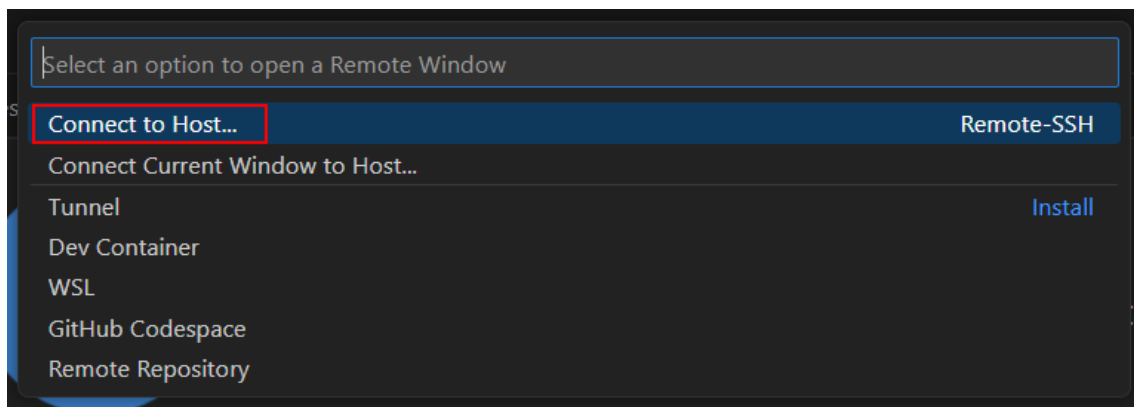 Select an option to open a Remote Window
Connect to Host... Remote-SSH
Connect Current Window to Host...
Tunnel Install
Dev Container
WSL
GitHub Codespace
Remote Repository